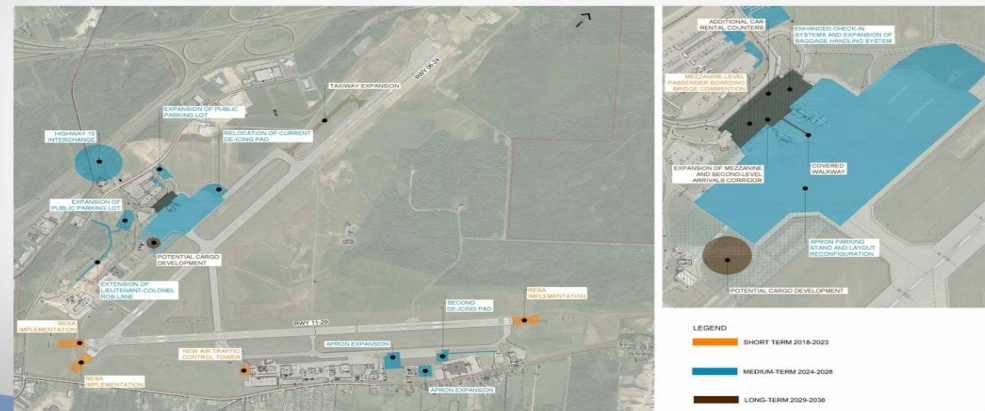 TAXIWAY EXPANSION
RWY 06-24
EXPANSION OF PUBLIC
PARKING LOT
HIGHWAY 15
INTERCHANGE
RELOCATION OF CURRENT
DE-ICING PAD
EXPANSION OF
PUBLIC PARKING LOT
POTENTIAL CARGO
DEVELOPMENT
EXTENSION OF
LIEUTENANT-COLONEL
ROB LANE
SECOND
DE-ICING PAD
RESA
IMPLEMENTATION
RESA
IMPLEMENTATION
RWY 11-29
NEW AIR TRAFFIC
CONTROL TOWER
APRON EXPANSION
RESA
IMPLEMENTATION
APRON EXPANSION
ADDITIONAL CAR
RENTAL COUNTERS
ENHANCED CHECK-IN
SYSTEMS AND EXPANSION OF
BAGGAGE HANDLING SYSTEM
MEZZANINE-LEVEL
PASSENGER BOARDING
BRIDGE COMMENTION
EXPANSION OF MEZZANINE
AND SECOND-LEVEL
ARRIVALS CORRIDOR
COVERED
WALKWAY
APRON PARKING
STAND AND LAYOUT
RECONFIGURATION
POTENTIAL CARGO DEVELOPMENT
LEGEND
SHORT TERM 2018-2023
MEDIUM-TERM 2024-2028
LONG-TERM 2029-2038